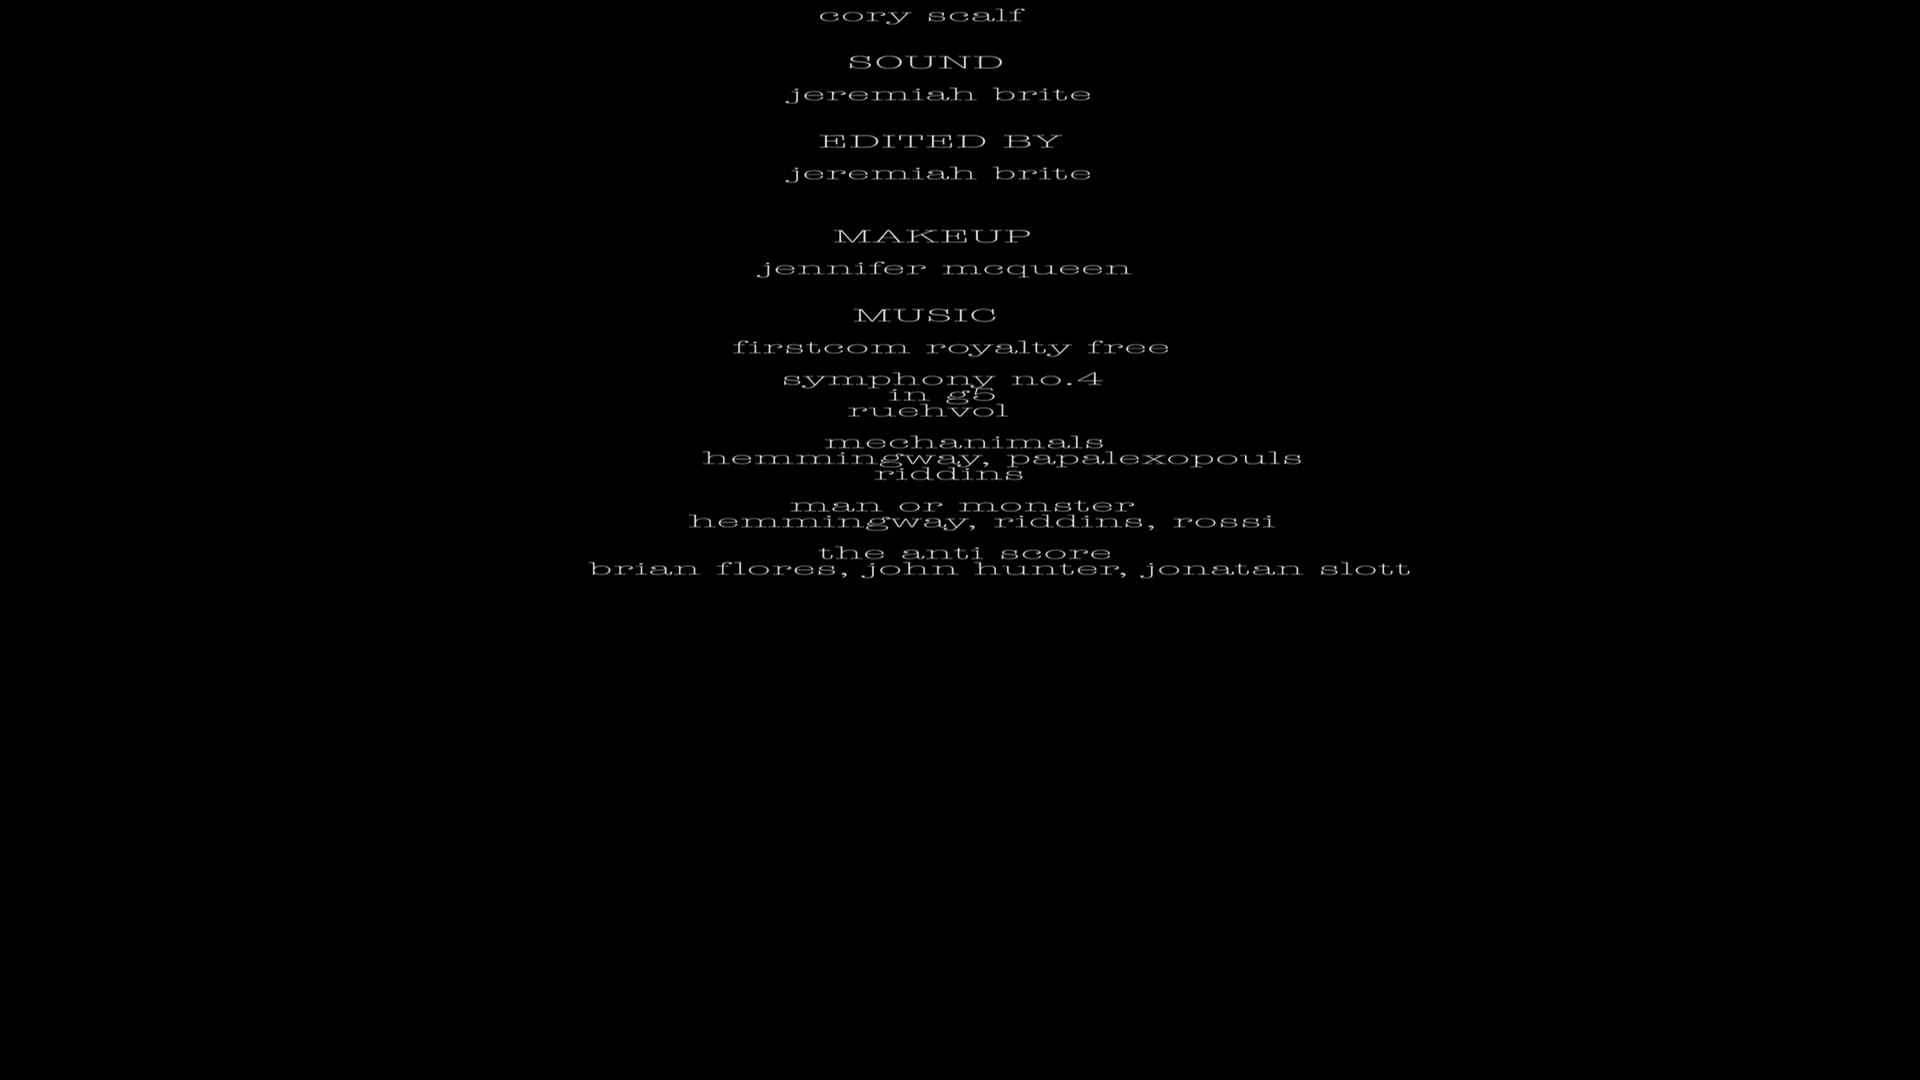 cory scalf
SOUND
jeremiah brite
EDITED BY
jeremiah brite
MAKEUP
jennifer mcqueen
MUSIC
firstcom royalty free
symphony no.4
in g5
ruehvol
mechanimals
hemmingway, papalexopouls
riddins
man or monster
hemmingway, riddins, rossi
the anti score
brian flores, john hunter, jonatan slott